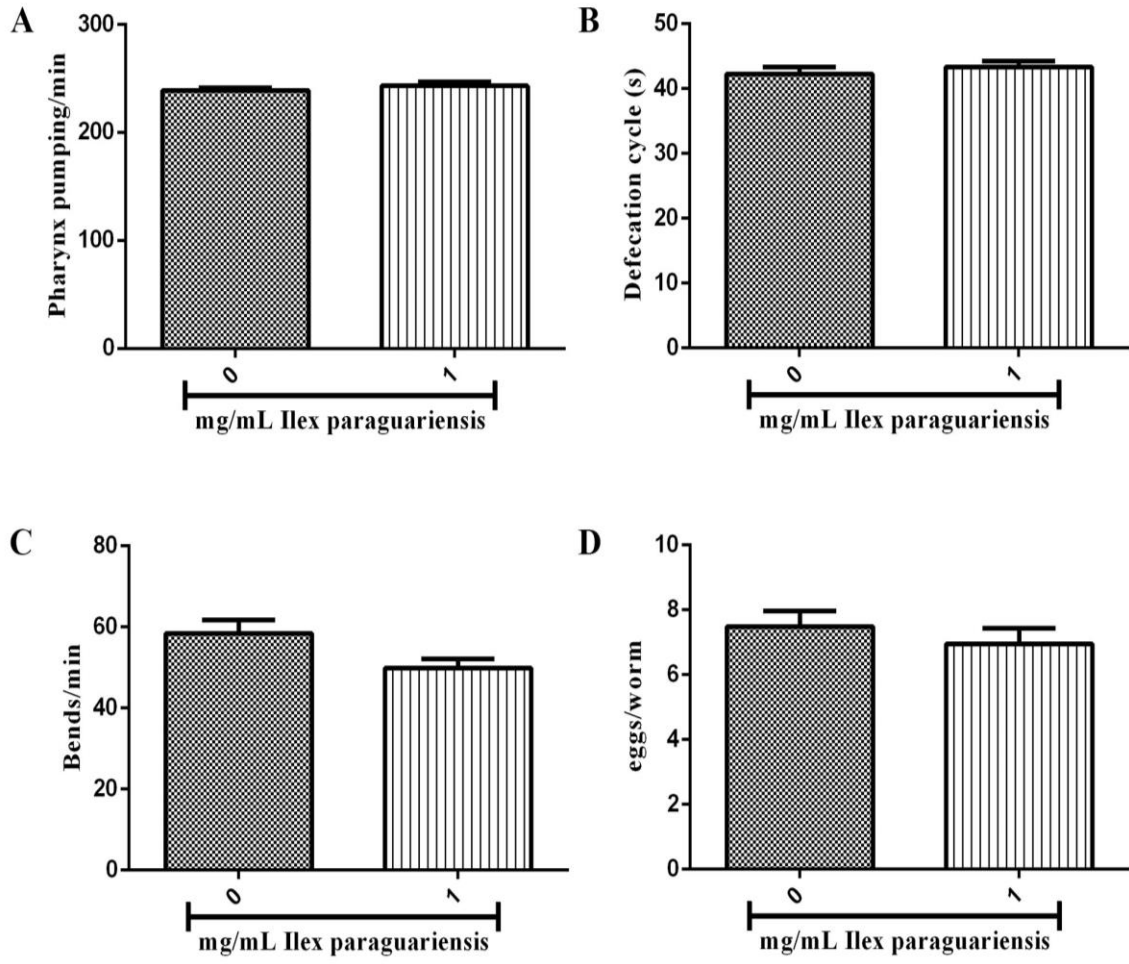 A
Pharynx pumping/min
300
200
100
0
0
1
mg/mL Ilex paraguariensis
B
Defecation cycle (s)
50
40
30
20
10
0
0
1
mg/mL Ilex paraguariensis
C
Bends/min
80
60
40
20
0
0
1
mg/mL Ilex paraguariensis
D
eggs/worm
10
8
6
4
2
0
0
1
mg/mL Ilex paraguariensis